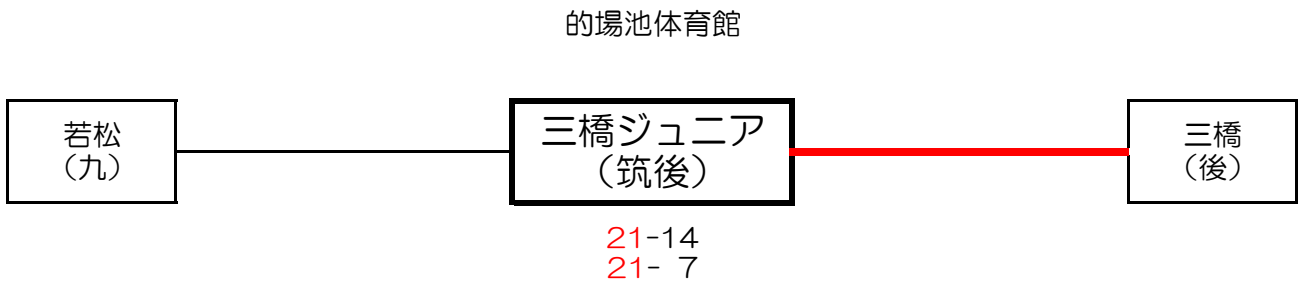 的場池体育館
若松
（九）
三橋ジュニア
（筑後）
三橋
（後）
21-14
21- 7